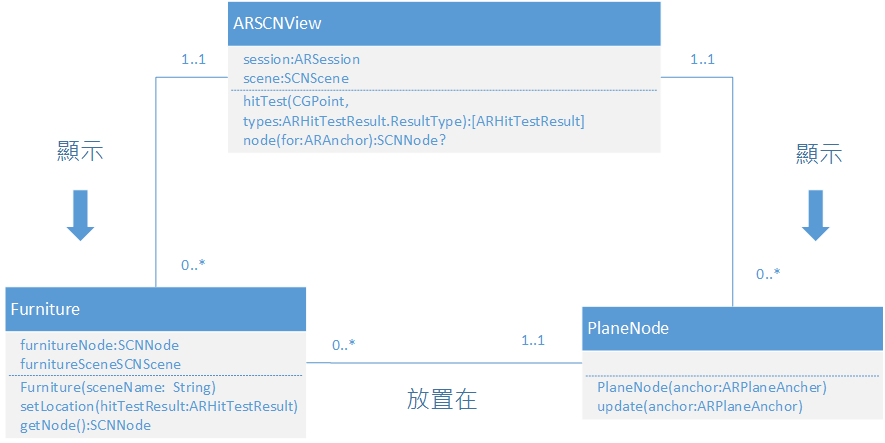 ARSCNView
session:ARSession
scene:SCNScene
hitTest(CGPoint,
types:ARHitTestResult.ResultType):[ARHitTestResult]
node(for:ARAnchor):SCNNode?
1..1
1..1
顯示
顯示
0..*
0..*
Furniture
furnitureNode:SCNNode
furnitureSceneSCNScene
Furniture(sceneName: String)
setLocation(hitTestResult:ARHitTestResult)
getNode():SCNNode
0..*
1..1
放置在
PlaneNode
PlaneNode(anchor:ARPlaneAncher)
update(anchor:ARPlaneAnchor)